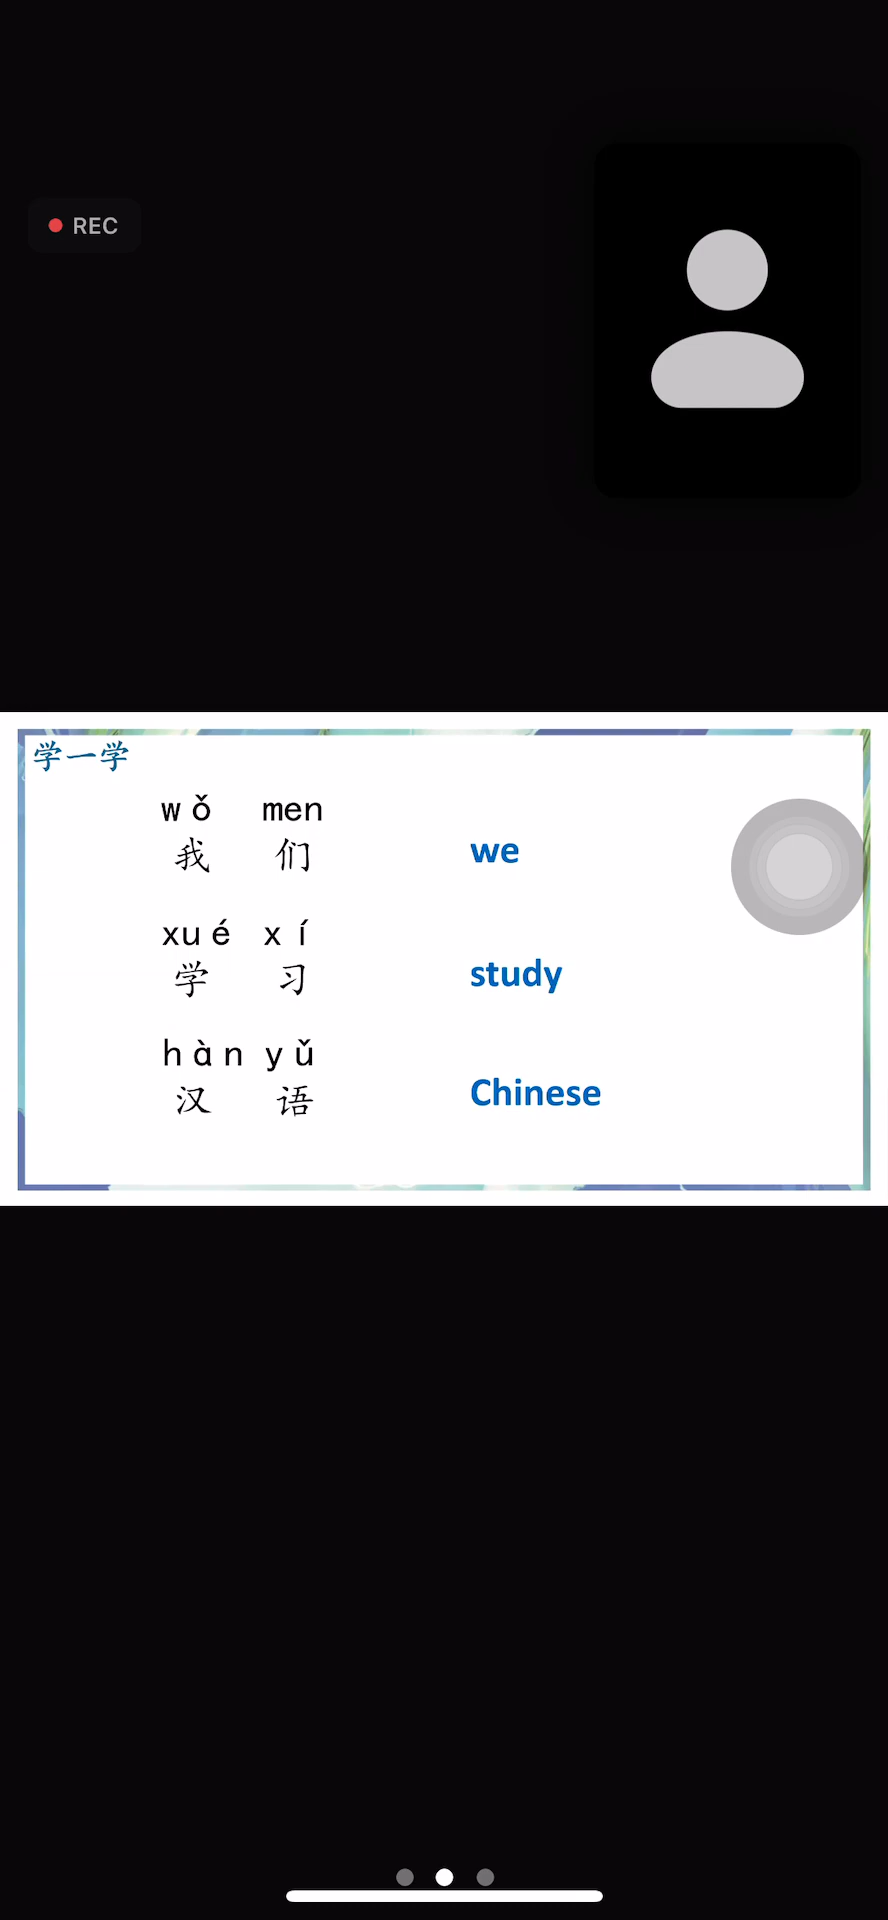 REC
学一学
wǒ men
我 们 we
xué xí
学 习 study
hàn yǔ
汉 语 Chinese